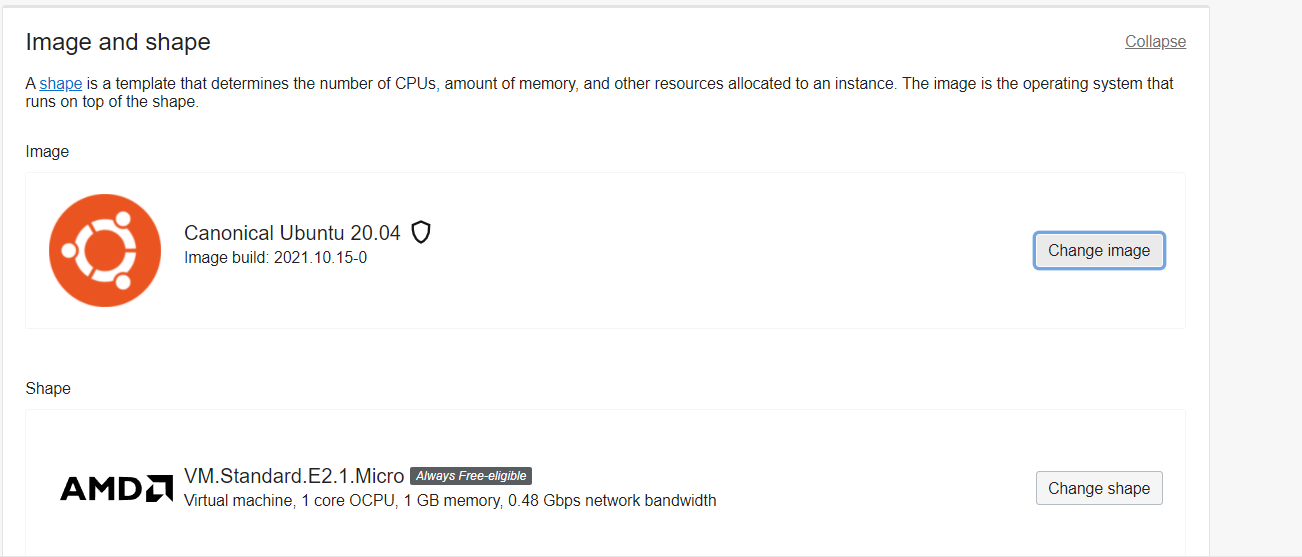 Image and shape
Collapse
A shape is a template that determines the number of CPUs, amount of memory, and other resources allocated to an instance. The image is the operating system that
runs on top of the shape.
Image
Canonical Ubuntu 20.04
Image build: 2021.10.15-0
Change image
Shape
AMD
VM.Standard.E2.1.Micro Always Free-eligible
Virtual machine, 1 core OCPU, 1 GB memory, 0.48 Gbps network bandwidth
Change shape